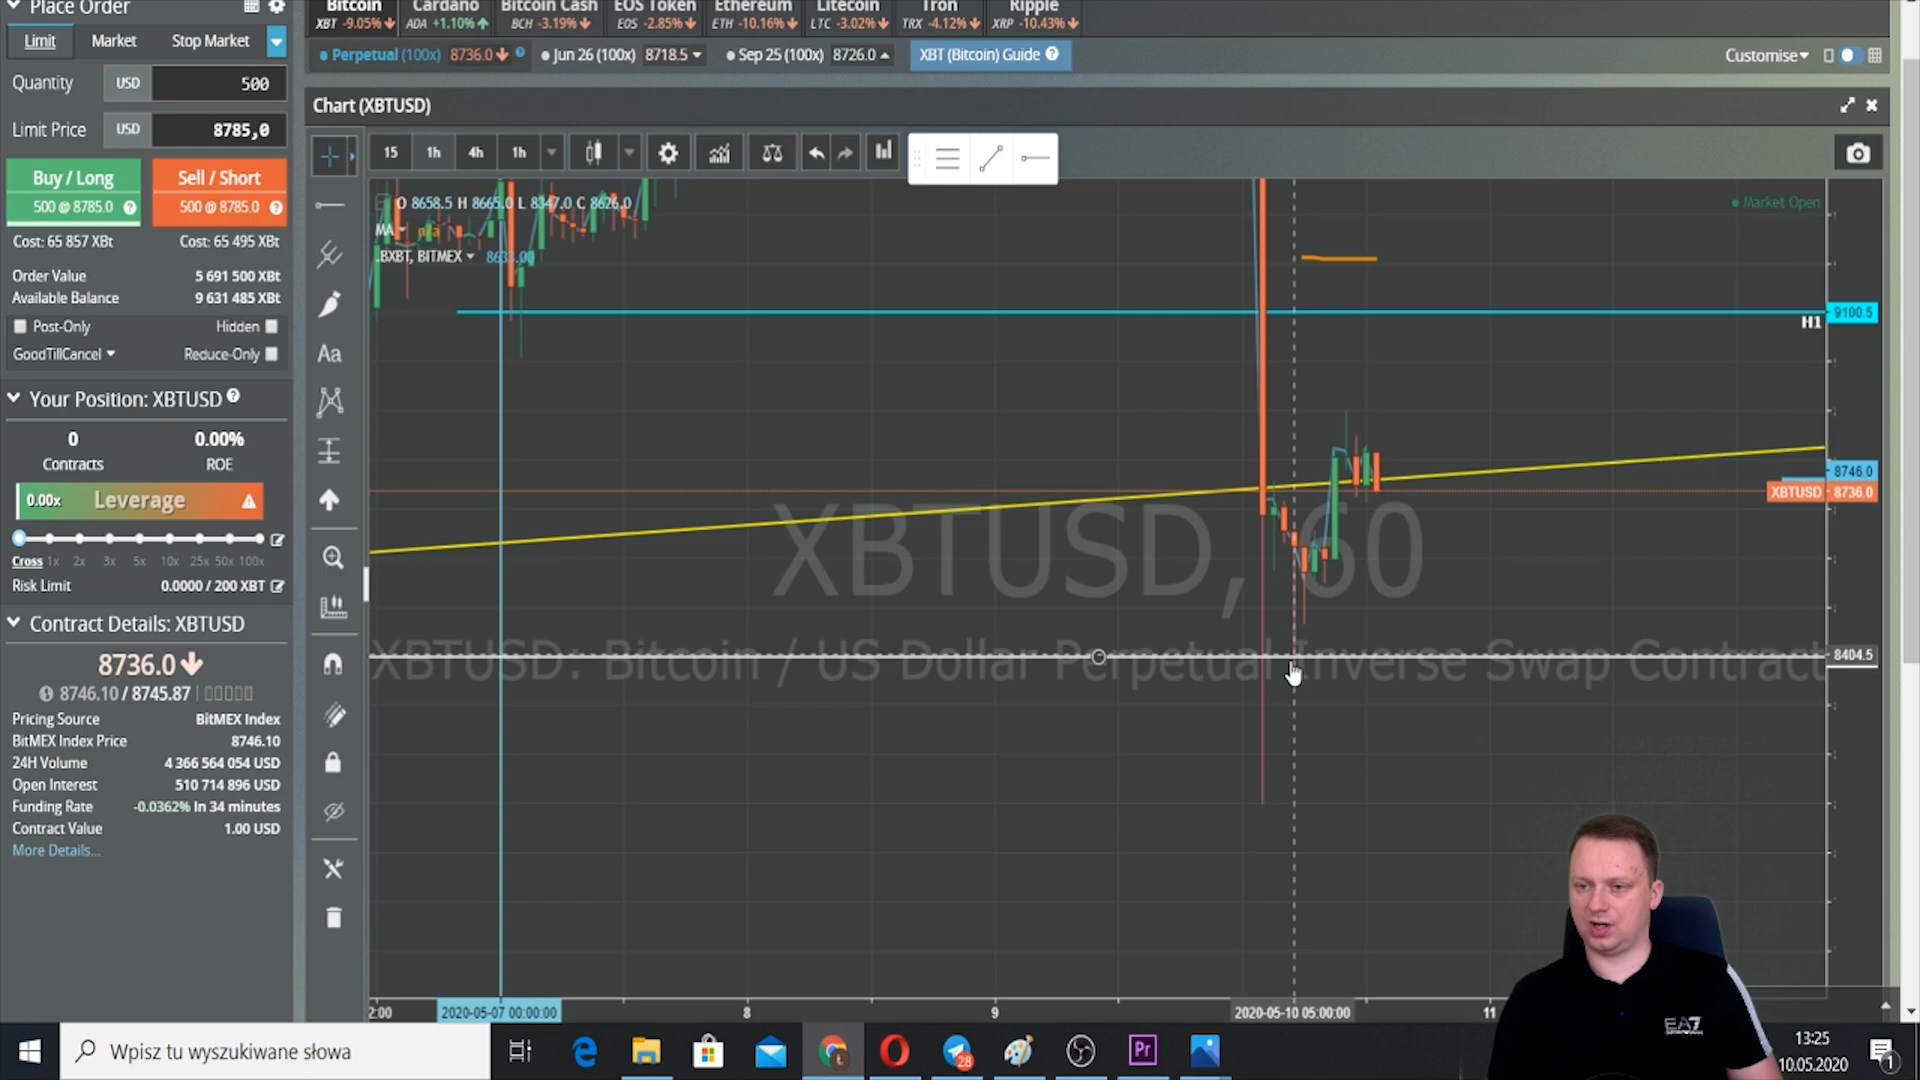 Place Order
Limit Market Stop Market
Quantity USD 500
Limit Price USD 8785,0
Buy / Long
500 @ 8785.0
Sell / Short
500 @ 8785.0
Cost: 65 857 XBt Cost: 65 495 XBt
Order Value 5 691 500 XBt
Available Balance 9 631 485 XBt
Post-Only Hidden
GoodTillCancel Reduce-Only
Your Position: XBTUSD
0 0.00%
Contracts ROE
0.00x Leverage
Cross 1x 2x 3x 5x 10x 25x 50x 100x
Risk Limit 0.0000 / 200 XBT
Contract Details: XBTUSD
8736.0
8746.10 / 8745.87
Pricing Source BitMEX Index
BitMEX Index Price 8746.10
24H Volume 4 366 564 054 USD
Open Interest 510 714 896 USD
Funding Rate -0.0362% In 34 minutes
Contract Value 1.00 USD
More Details...
Bitcoin Cardano Bitcoin Cash EOS Token Ethereum Litecoin Tron Ripple
XBT -9.05% ADA +1.10% BCH -3.19% EOS -2.85% ETH -10.16% LTC -3.02% TRX -4.12% XRP -10.43%
Perpetual (100x) 8736.0 Jun 26 (100x) 8718.5 Sep 25 (100x) 8726.0 XBT (Bitcoin) Guide Customise
Chart (XBTUSD)
15 1h 4h 1h
O 8658.5 H 8665.0 L 8347.0 C 8626.0
Market Open
MA n/a
.BXBT, BITMEX 8633.00
Aa
H1 9100.5
8746.0
XBTUSD 8736.0
XBTUSD, 60
XBTUSD: Bitcoin / US Dollar Perpetual Inverse Swap Contract
8404.5
2:00 2020-05-07 00:00:00 8 9 2020-05-10 05:00:00 11
EA7
Wpisz tu wyszukiwane słowa
28
Pr
13:25
10.05.2020
1